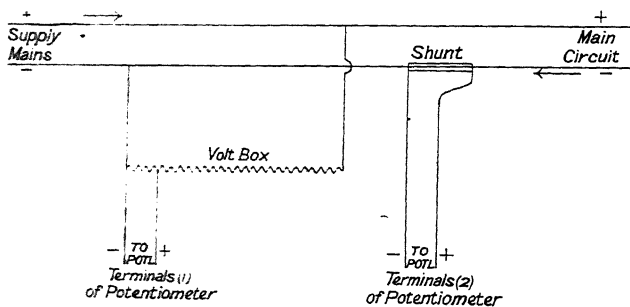 + +
Supply Main
Mains Shunt Circuit
- -
Volt Box
- TO + - TO +
POTL POTL
Terminals (1) Terminals (2)
of Potentiometer of Potentiometer